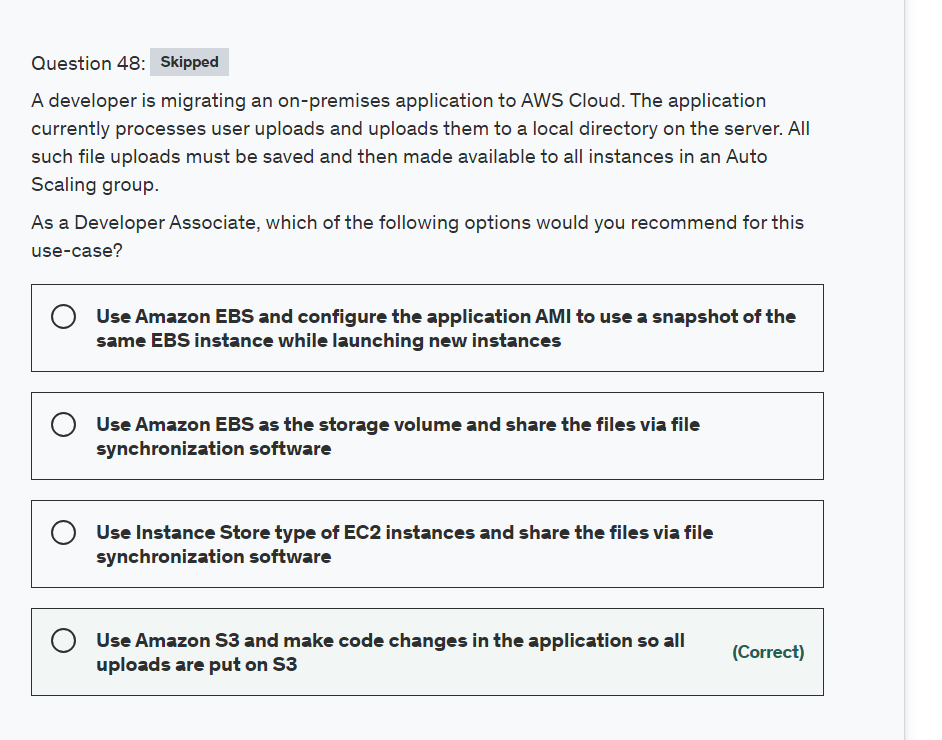 Question 48: Skipped
A developer is migrating an on-premises application to AWS Cloud. The application
currently processes user uploads and uploads them to a local directory on the server. All
such file uploads must be saved and then made available to all instances in an Auto
Scaling group.
As a Developer Associate, which of the following options would you recommend for this
use-case?
Use Amazon EBS and configure the application AMI to use a snapshot of the
same EBS instance while launching new instances
Use Amazon EBS as the storage volume and share the files via file
synchronization software
Use Instance Store type of EC2 instances and share the files via file
synchronization software
Use Amazon S3 and make code changes in the application so all
uploads are put on S3
(Correct)